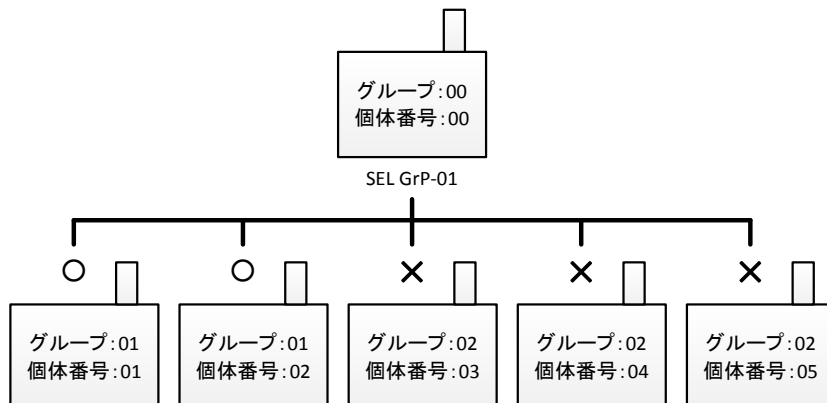 グループ:00
個体番号:00
SEL GrP-01
○ ○ × × ×
グループ:01 グループ:01 グループ:02 グループ:02 グループ:02
個体番号:01 個体番号:02 個体番号:03 個体番号:04 個体番号:05